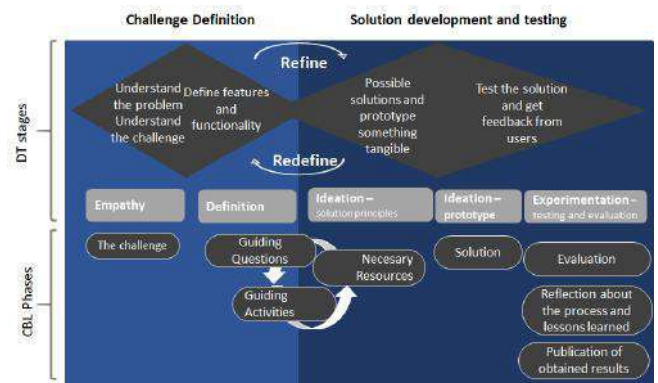 Challenge Definition
Solution development and testing
DT stages
Refine
Understand
the problem
Understand
the challenge
Define features
and
functionality
Possible
solutions and
prototype
something
tangible
Test the solution
and get
feedback from
users
Redefine
Empathy
Definition
Ideation –
solution principles
Ideation –
prototype
Experimentation –
testing and evaluation
CBL Phases
The challenge
Guiding
Questions
Guiding
Activities
Necesary
Resources
Solution
Evaluation
Reflection about
the process and
lessons learned
Publication of
obtained results